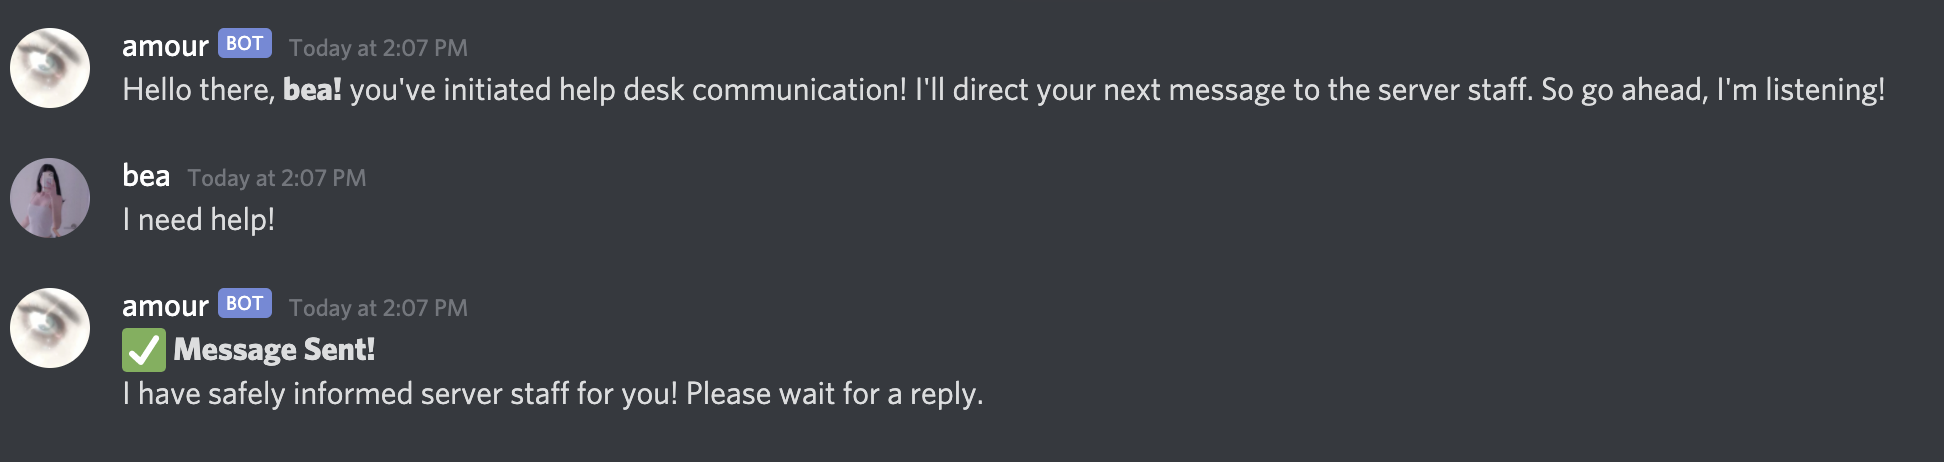 amour BOT Today at 2:07 PM
Hello there, bea! you've initiated help desk communication! I'll direct your next message to the server staff. So go ahead, I'm listening!
bea Today at 2:07 PM
I need help!
amour BOT Today at 2:07 PM
Message Sent!
I have safely informed server staff for you! Please wait for a reply.